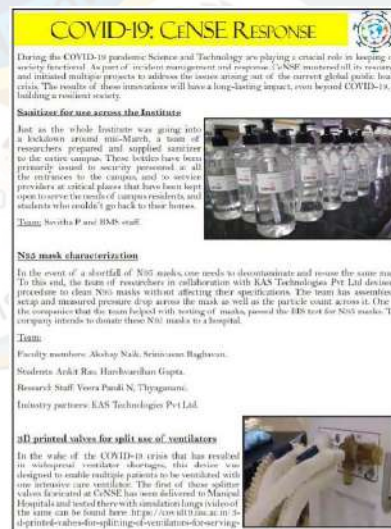 COVID-19: CeNSE RESPONSE
During the COVID-19 pandemic Science and Technology are playing a crucial role in keeping
society functional. As part of incident management and response, CeNSE mustered all its
and initiated multiple projects to address the issues arising out of the current global public
crisis. The results of these innovations will have a long-lasting impact, even beyond COVID-19,
building a resilient society.
Sanitizer for use across the Institute
Just as the whole Institute was going into
a lockdown around mid-March, a team of
researchers prepared and supplied sanitizer
to the entire campus. These bottles have been
primarily issued to security personnel at all
the entrances to the campus, and to service
providers at critical places that have been kept
open to serve the needs of campus residents, and
students who couldn't go back to their homes.
Team: Savitha P and BMS staff.
N95 mask characterization
In the event of a shortfall of N95 masks, one needs to decontaminate and re-use the same
To this end, the team of researchers in collaboration with KAS Technologies Pvt Ltd
procedure to clean N95 without affecting their specifications. The team has
setup and measured pressure drop across the mask as well as the particle count across it. One
the companies that the team helped with testing of masks, passed the BIS test for N95 masks.
company intends to donate these N95 masks to a hospital.
Team:
Faculty members: Akshay Naik, Srinivasan Raghavan.
Students: Ankit Rao, Harshvardhan Gupta.
Research Staff: Veera Pandi N, Thyagarane.
Industry partners: KAS Technologies Pvt Ltd.
3D printed valves for split use of ventilators
In the wake of the COVID-19 crisis that has resulted
in widespread ventilator shortages, this device was
designed to enable multiple patients to be ventilated with
one intensive care ventilator. The first of these splitter
valves fabricated at CeNSE has been delivered to Manipal
Hospitals and tested there with simulation lungs (video of
the same can be found here: https://covid19.iisc.ac.in/3-
d-printed-valves-for-splitting-of-ventilators-for-serving-